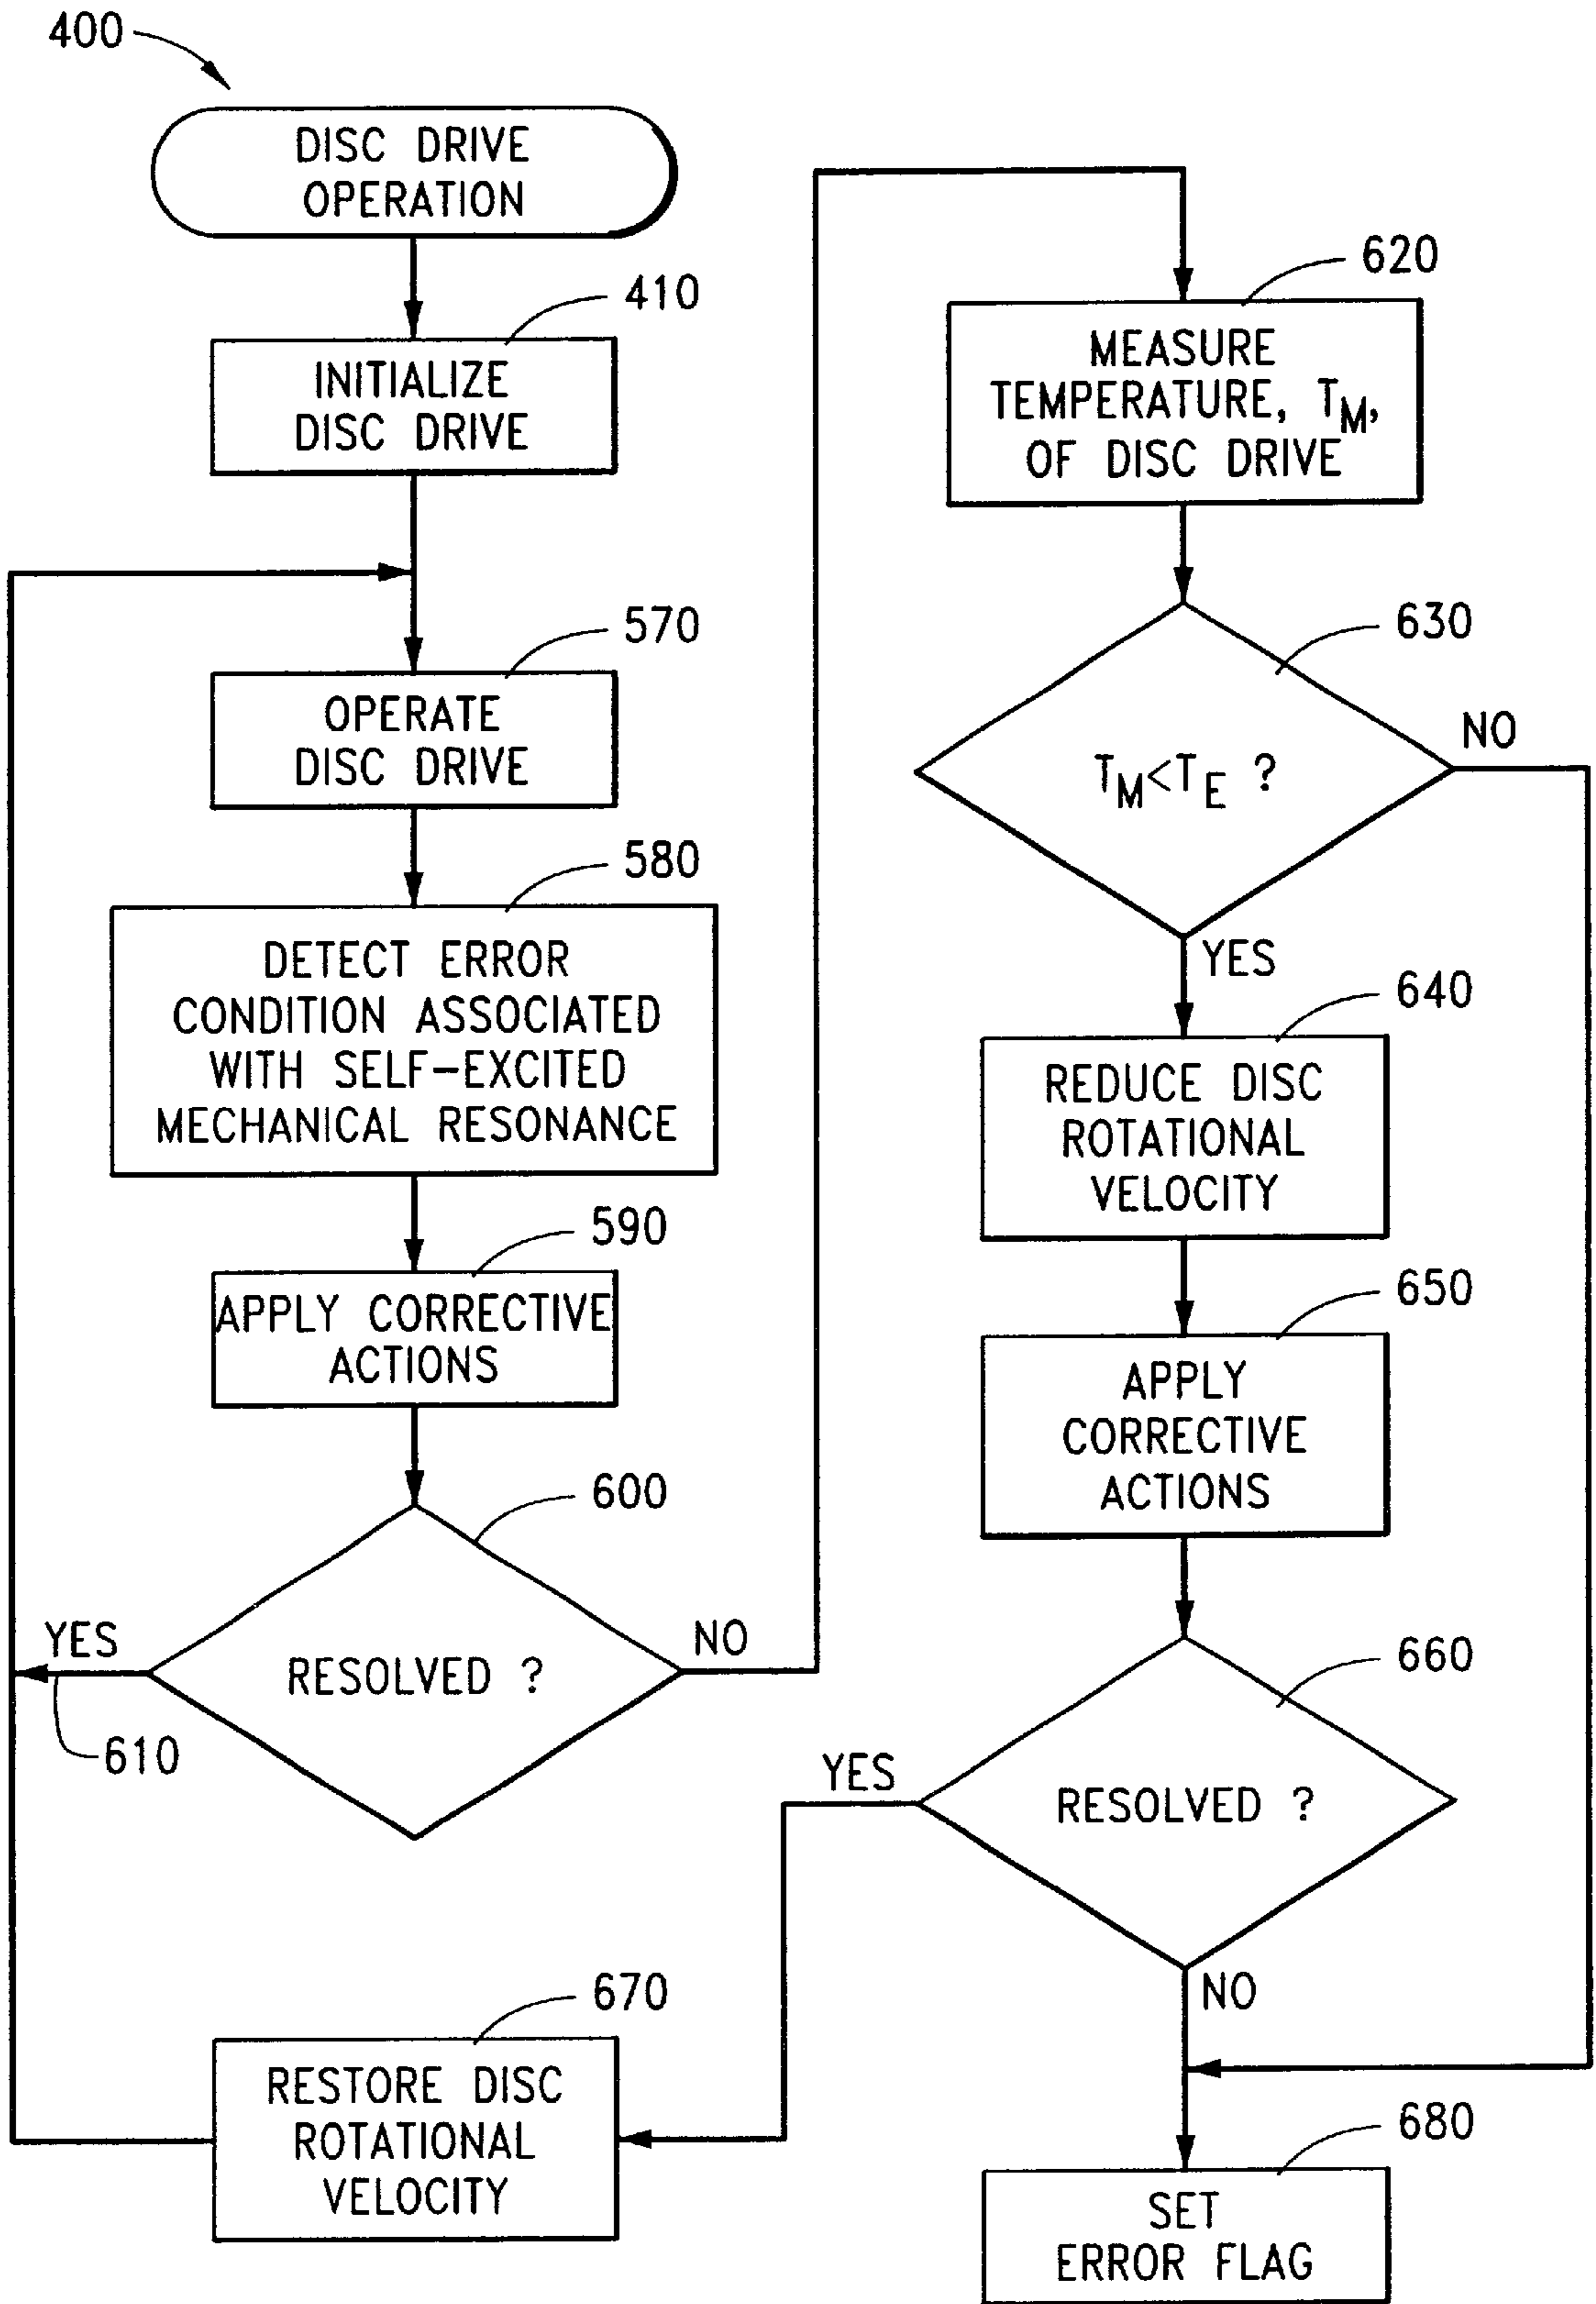 400
DISC DRIVE
OPERATION
410
INITIALIZE
DISC DRIVE
570
OPERATE
DISC DRIVE
580
DETECT ERROR
CONDITION ASSOCIATED
WITH SELF-EXCITED
MECHANICAL RESONANCE
590
APPLY CORRECTIVE
ACTIONS
600
RESOLVED ?
YES
610
NO
620
MEASURE
TEMPERATURE, TM,
OF DISC DRIVE
630
TM<TE ?
NO
YES
640
REDUCE DISC
ROTATIONAL
VELOCITY
650
APPLY
CORRECTIVE
ACTIONS
660
RESOLVED ?
YES
NO
670
RESTORE DISC
ROTATIONAL
VELOCITY
680
SET
ERROR FLAG